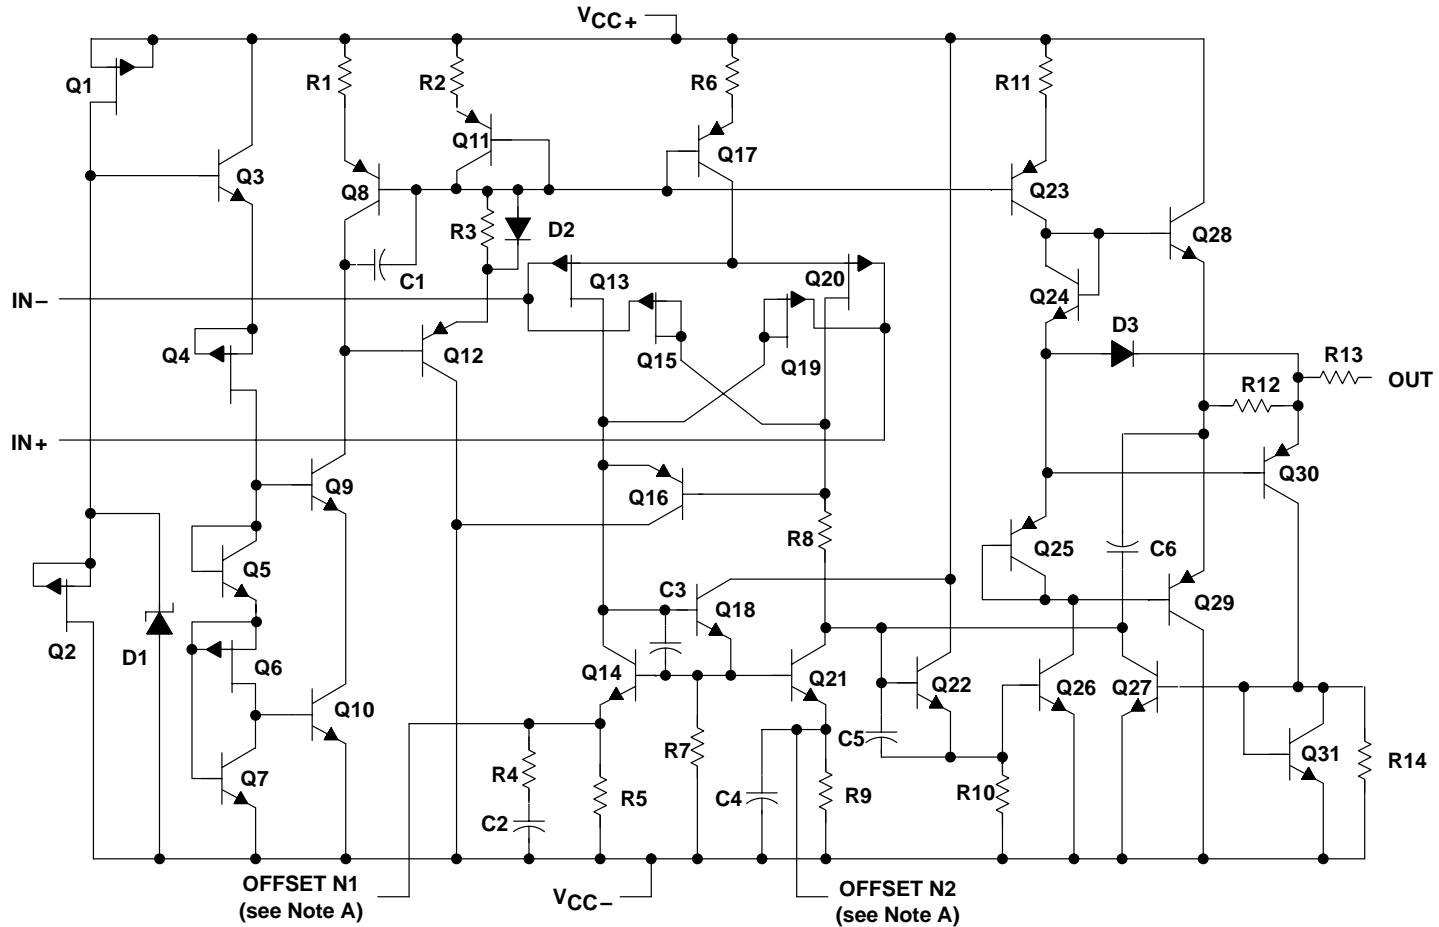 VCC+
Q1
R1
R2
R6
R11
Q11
Q17
Q3
Q8
Q23
R3
D2
Q28
C1
Q13
Q20
IN−
Q24
Q4
Q12
Q15
Q19
D3
R13
OUT
R12
IN+
Q9
Q16
Q30
R8
Q25
C6
Q5
C3
Q18
Q29
Q2
D1
Q6
Q14
Q21
Q22
Q26
Q27
Q10
Q7
R4
R7
C5
Q31
R14
R5
C4
R9
R10
C2
OFFSET N1
(see Note A)
VCC−
OFFSET N2
(see Note A)